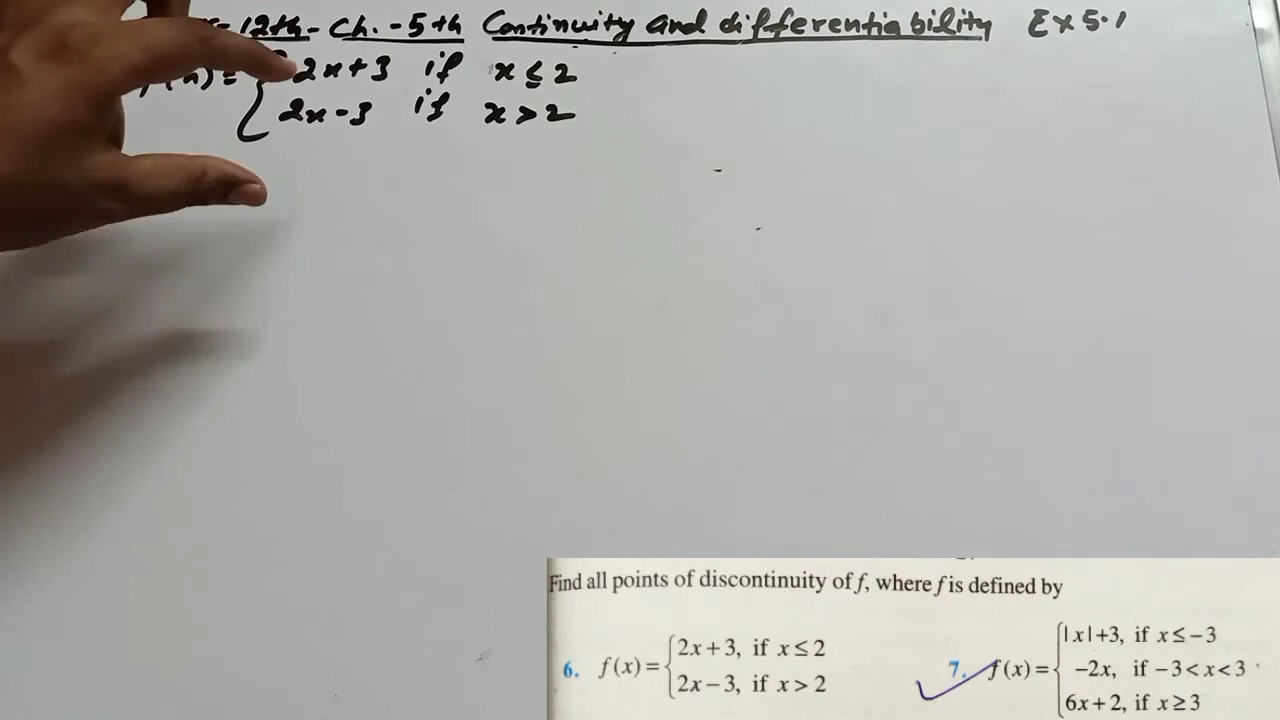 12th - Ch. - 5th Continuity and differentiability Ex 5.1
2x+3 if x ≤ 2
2x-3 if x > 2
Find all points of discontinuity of f, where f is defined by
6. f(x) = { 2x+3, if x ≤ 2
2x-3, if x > 2
7. f(x) = { |x|+3, if x ≤ -3
-2x, if -3 < x < 3
6x+2, if x ≥ 3